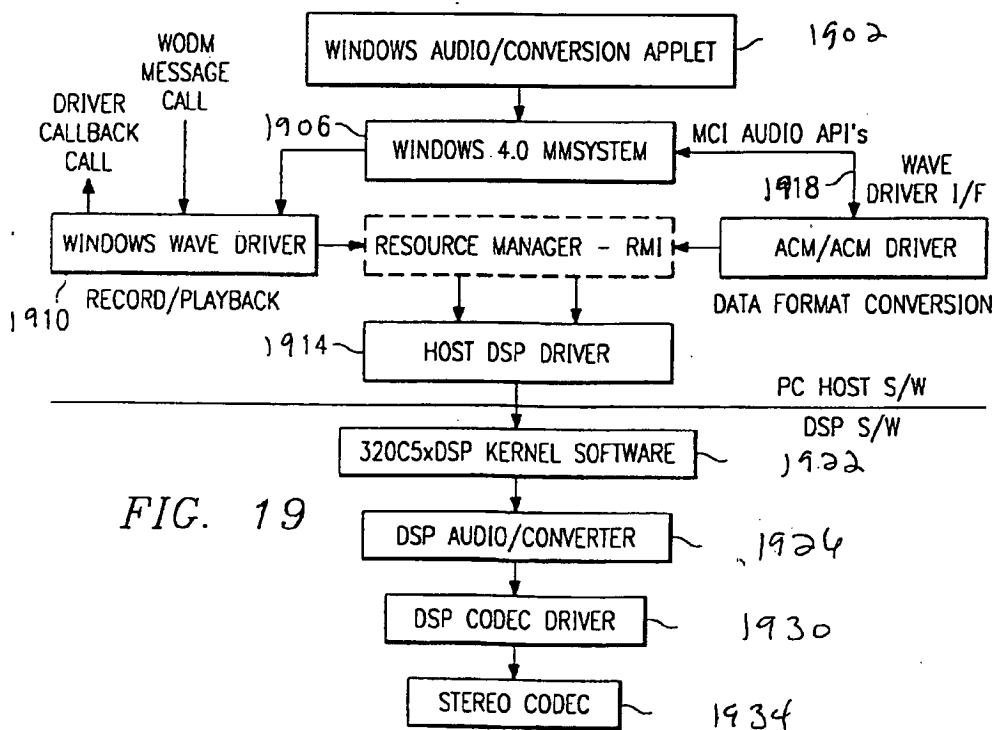 WINDOWS AUDIO/CONVERSION APPLET
1902
WODM
MESSAGE
CALL
DRIVER
CALLBACK
CALL
1906
WINDOWS 4.0 MMSYSTEM
MCI AUDIO API's
1918
WAVE
DRIVER I/F
WINDOWS WAVE DRIVER
RESOURCE MANAGER - RMI
ACM/ACM DRIVER
1910
RECORD/PLAYBACK
DATA FORMAT CONVERSION
1914
HOST DSP DRIVER
PC HOST S/W
DSP S/W
320C5xDSP KERNEL SOFTWARE
1922
FIG. 19
DSP AUDIO/CONVERTER
1926
DSP CODEC DRIVER
1930
STEREO CODEC
1934